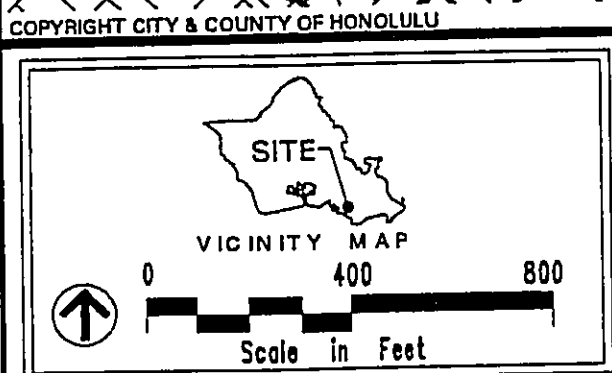 COPYRIGHT CITY & COUNTY OF HONOLULU
SITE
VICINITY MAP
0 400 800
Scale in Feet